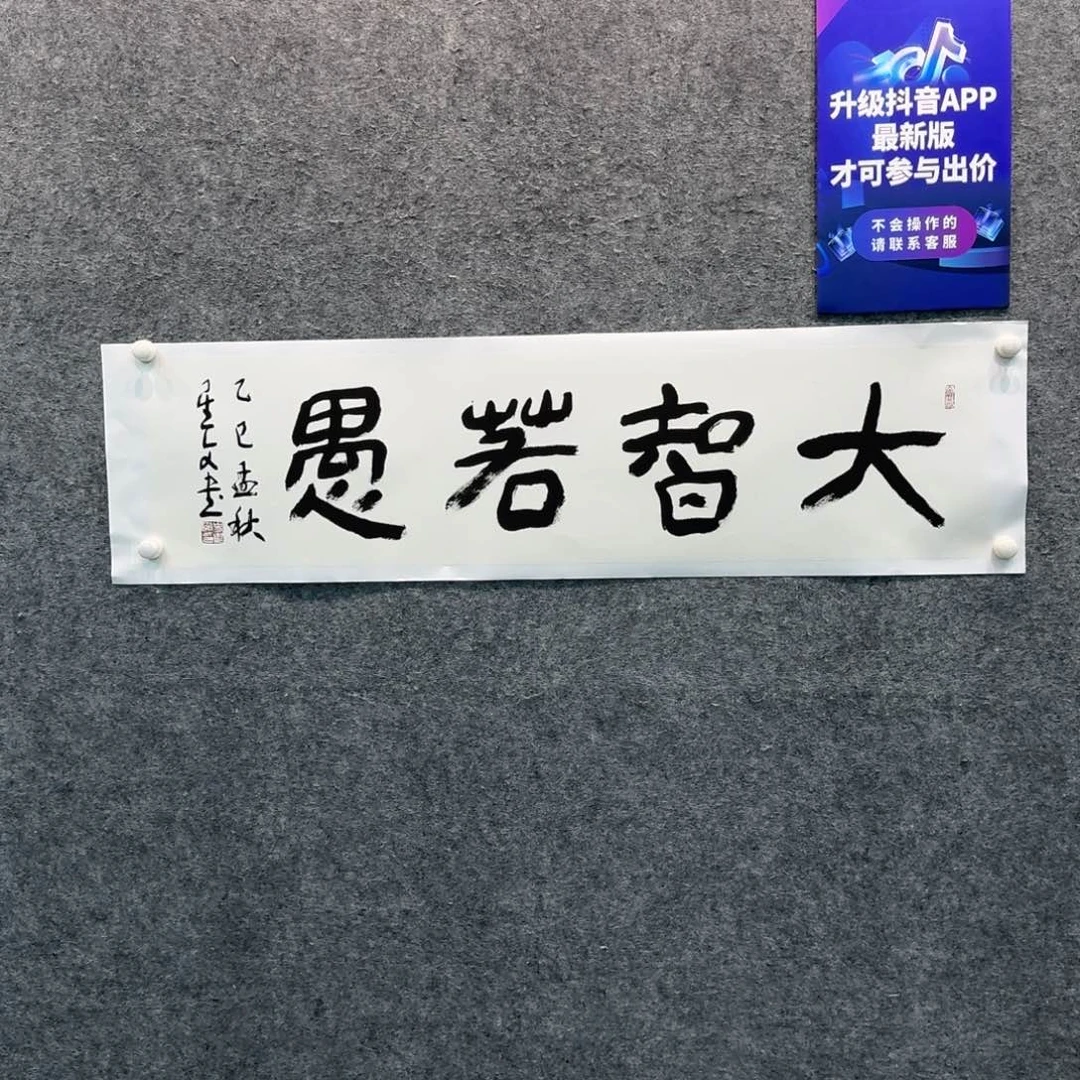 升级抖音APP
最新版
才可参与出价
不会操作的
请联系客服
大智若愚
乙巳孟秋